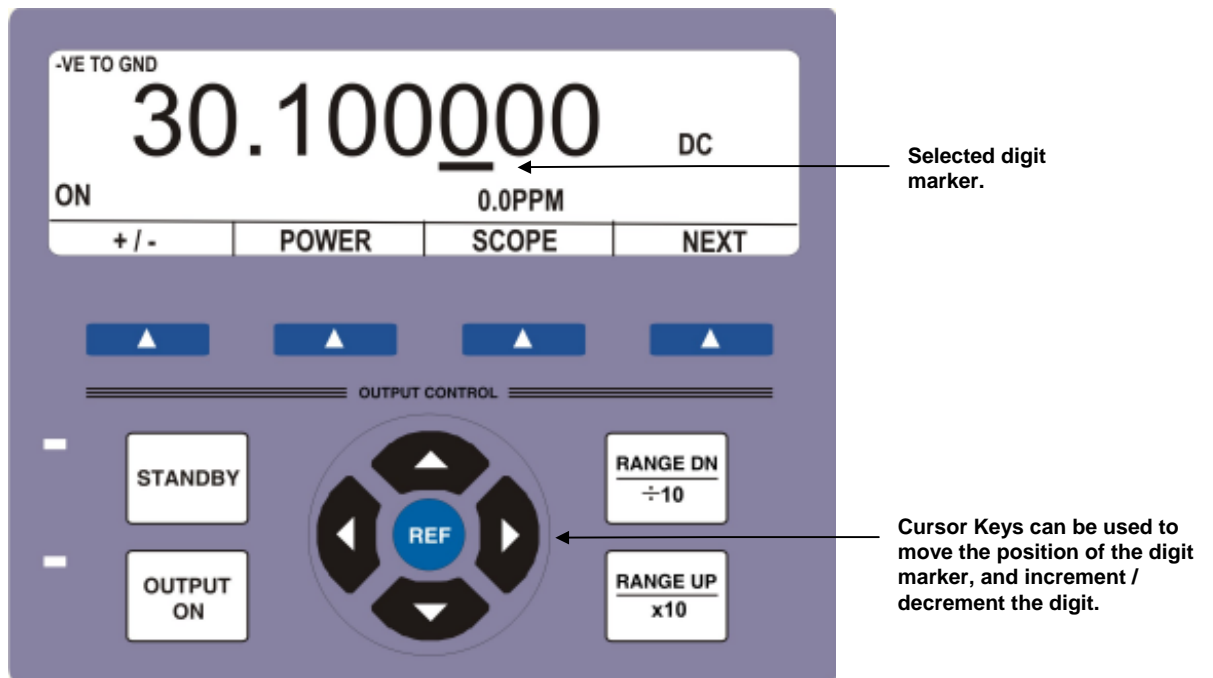 -VE TO GND
30.100000
DC
Selected digit
marker.
ON
0.0PPM
+ / -
POWER
SCOPE
NEXT
OUTPUT CONTROL
STANDBY
RANGE DN
÷10
REF
OUTPUT
ON
RANGE UP
x10
Cursor Keys can be used to
move the position of the digit
marker, and increment /
decrement the digit.